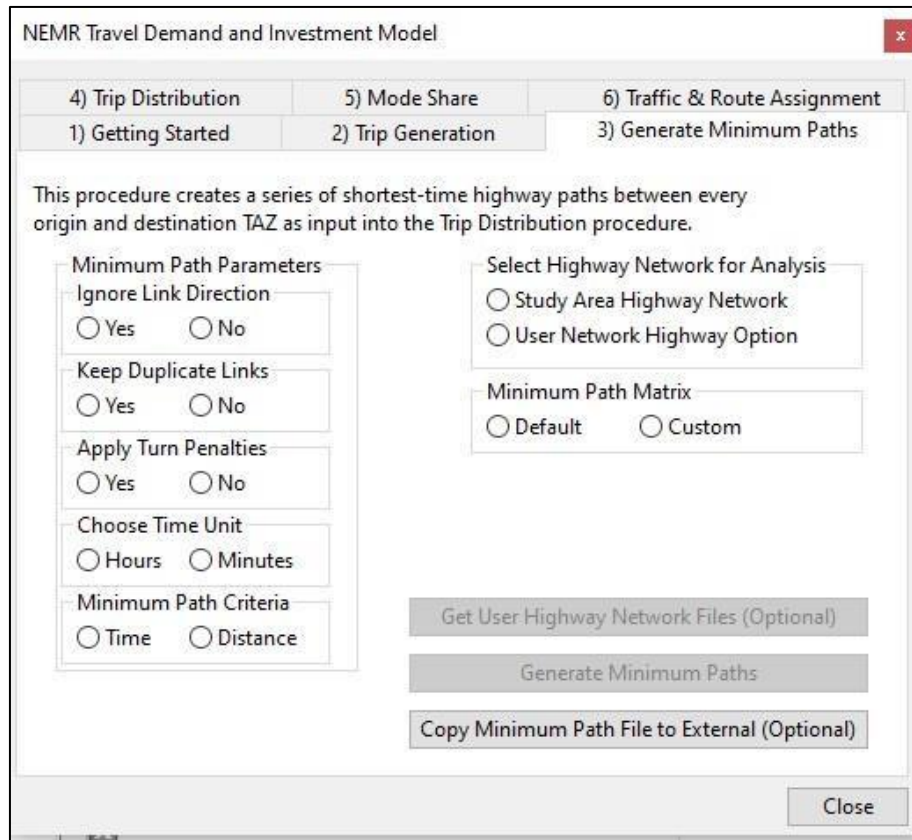 NEMR Travel Demand and Investment Model
x
4) Trip Distribution
5) Mode Share
6) Traffic & Route Assignment
1) Getting Started
2) Trip Generation
3) Generate Minimum Paths
This procedure creates a series of shortest-time highway paths between every
origin and destination TAZ as input into the Trip Distribution procedure.
Minimum Path Parameters
Ignore Link Direction
Yes No
Keep Duplicate Links
Yes No
Apply Turn Penalties
Yes No
Choose Time Unit
Hours Minutes
Minimum Path Criteria
Time Distance
Select Highway Network for Analysis
Study Area Highway Network
User Network Highway Option
Minimum Path Matrix
Default Custom
Get User Highway Network Files (Optional)
Generate Minimum Paths
Copy Minimum Path File to External (Optional)
Close